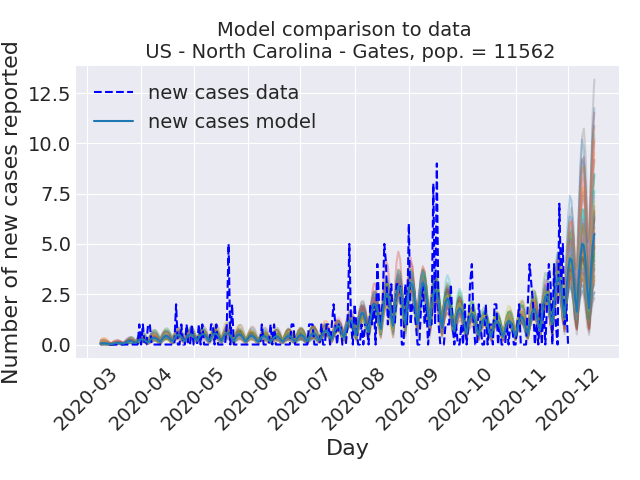 Model comparison to data
US - North Carolina - Gates, pop. = 11562
Number of new cases reported
12.5
10.0
7.5
5.0
2.5
0.0
new cases data
new cases model
2020-03
2020-04
2020-05
2020-06
2020-07
2020-08
2020-09
2020-10
2020-11
2020-12
Day